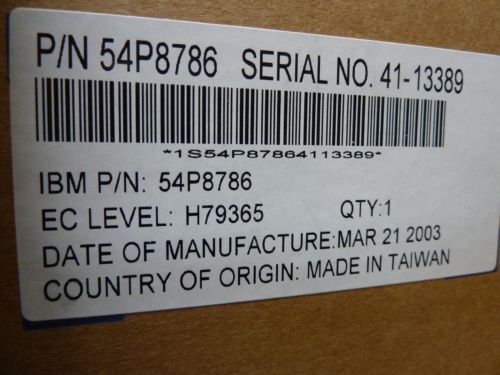 P/N 54P8786 SERIAL NO. 41-13389
*1S54P87864113389*
IBM P/N: 54P8786
EC LEVEL: H79365 QTY:1
DATE OF MANUFACTURE:MAR 21 2003
COUNTRY OF ORIGIN: MADE IN TAIWAN